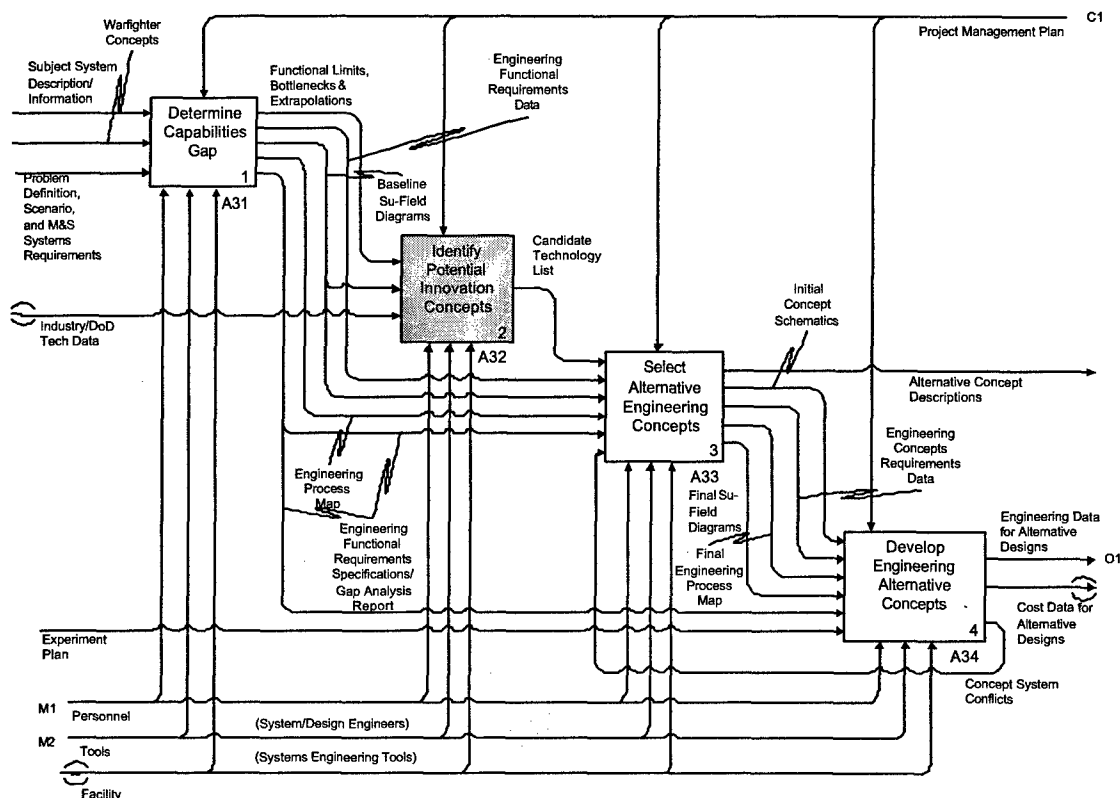 C1
Project Management Plan
Warfighter
Concepts
Subject System
Description/
Information
Functional Limits,
Bottlenecks &
Extrapolations
Engineering
Functional
Requirements
Data
Determine
Capabilities
Gap
1
A31
Problem
Definition,
Scenario,
and M&S
Systems
Requirements
Baseline
Su-Field
Diagrams
Identify
Potential
Innovation
Concepts
2
A32
Candidate
Technology
List
Industry/DoD
Tech Data
Initial
Concept
Schematics
Select
Alternative
Engineering
Concepts
3
A33
Alternative Concept
Descriptions
Engineering
Concepts
Requirements
Data
Engineering
Process
Map
Engineering
Functional
Requirements
Specifications/
Gap Analysis
Report
Final Su-
Field
Diagrams
Final
Engineering
Process Map
Develop
Engineering
Alternative
Concepts
4
A34
Engineering Data
for Alternative
Designs
O1
Cost Data for
Alternative
Designs
Experiment
Plan
Concept System
Conflicts
M1
Personnel
(System/Design Engineers)
M2
Tools
(Systems Engineering Tools)
Facility